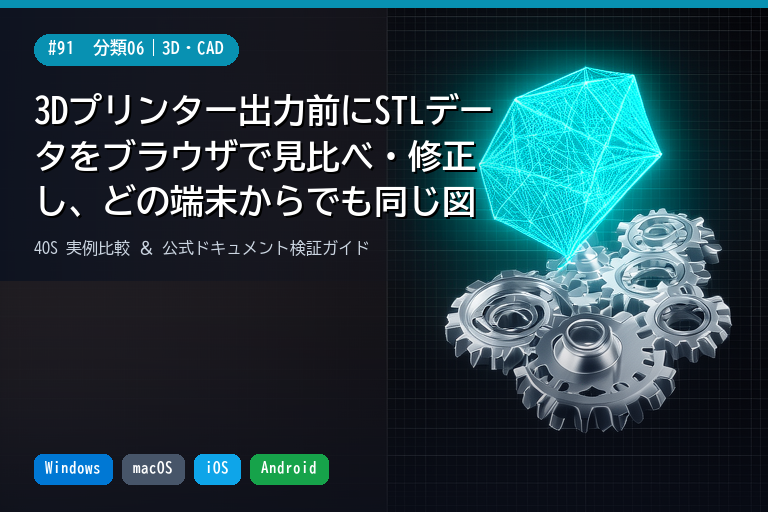 #91 分類06｜3D・CAD
3Dプリンター出力前にSTLデー
タをブラウザで見比べ・修正
し、どの端末からでも同じ図
4OS 実例比較 ＆ 公式ドキュメント検証ガイド
Windows macOS iOS Android